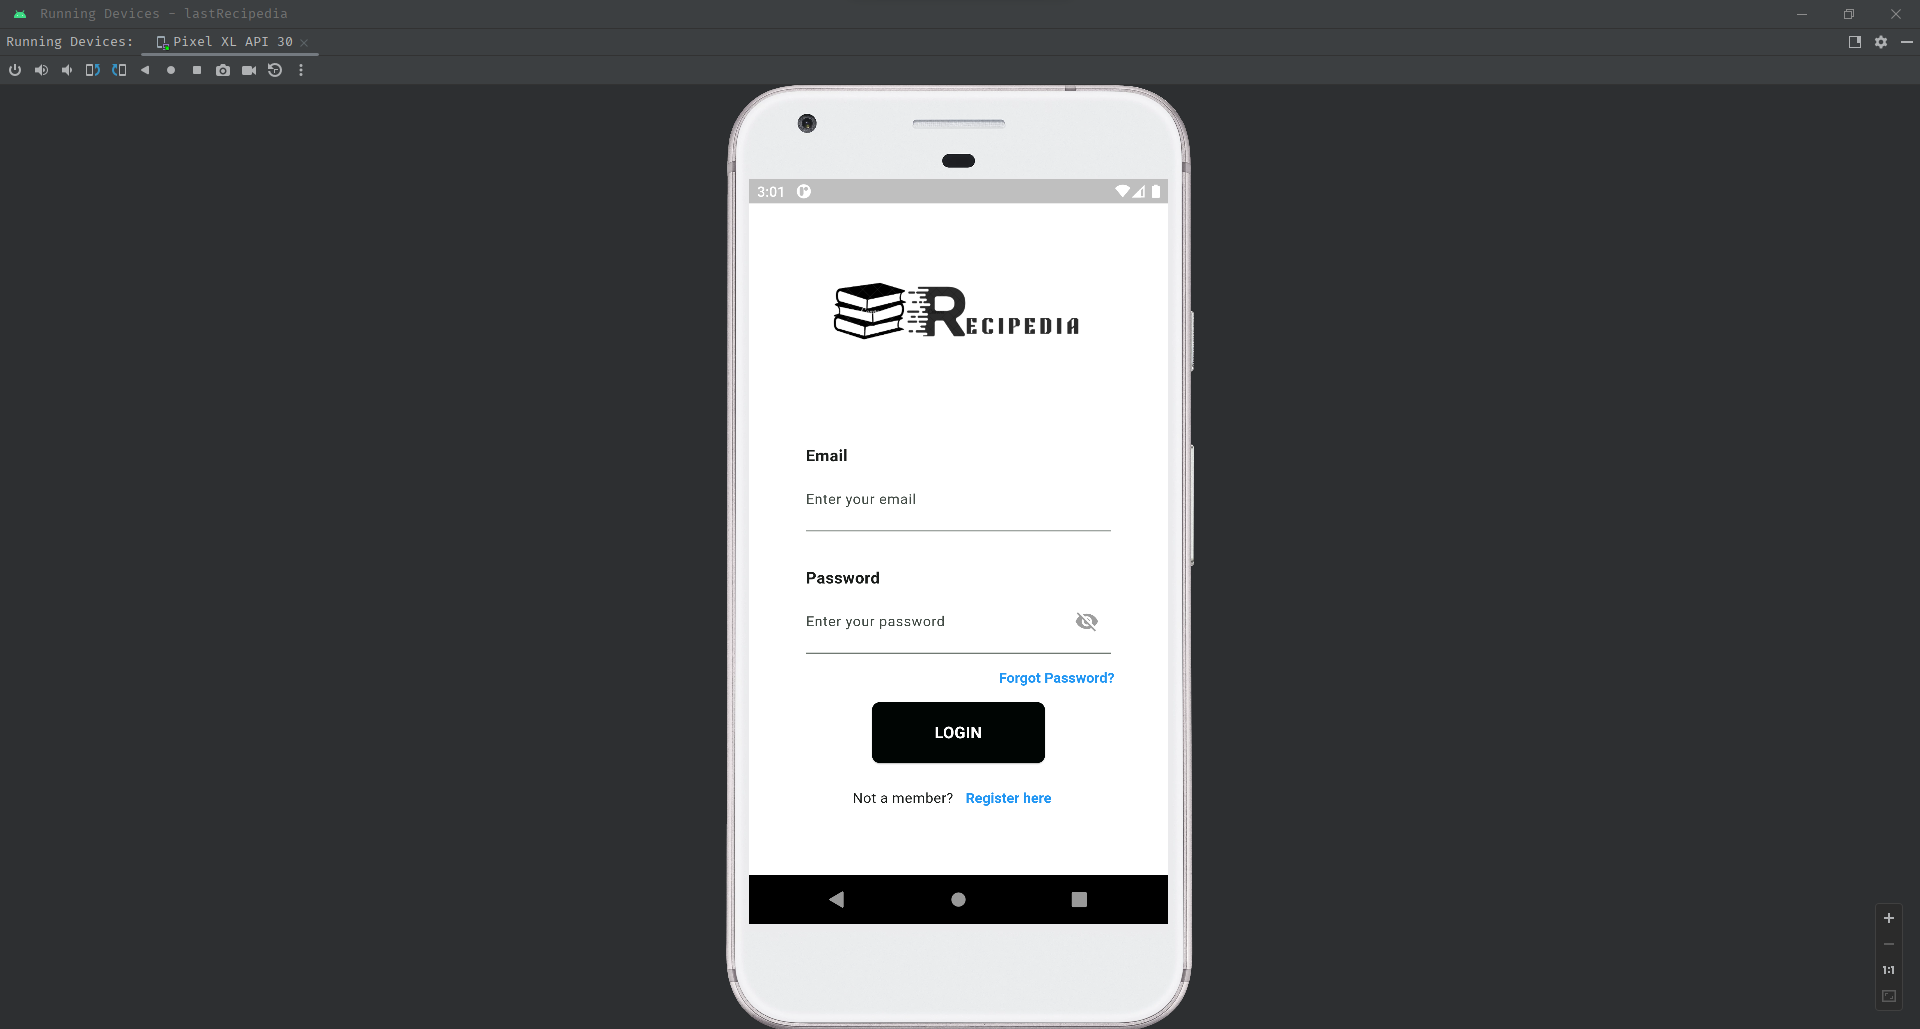 Running Devices - lastRecipedia
Running Devices: Pixel XL API 30
3:01
RECIPEDIA
Email
Enter your email
Password
Enter your password
Forgot Password?
LOGIN
Not a member? Register here
1:1